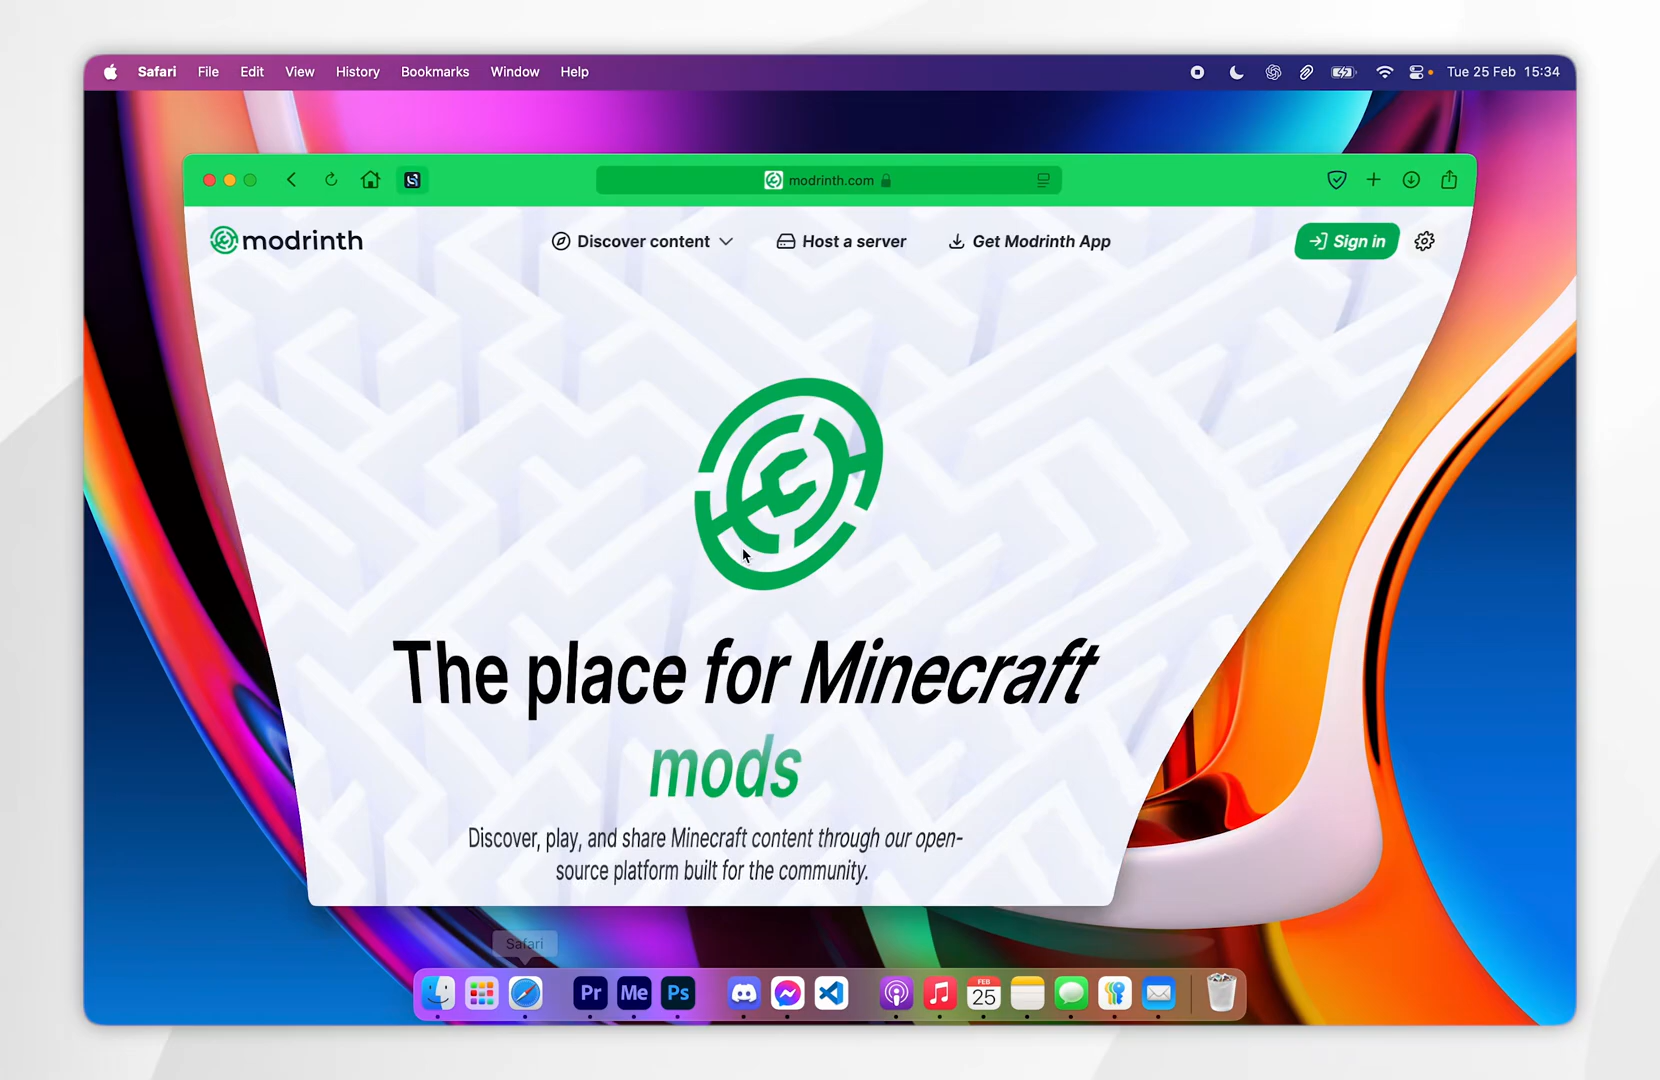 Safari File Edit View History Bookmarks Window Help Tue 25 Feb 15:34
modrinth.com
modrinth Discover content Host a server Get Modrinth App Sign in
The place for Minecraft
mods
Discover, play, and share Minecraft content through our open-
source platform built for the community.
Safari
Pr Me Ps FEB
25